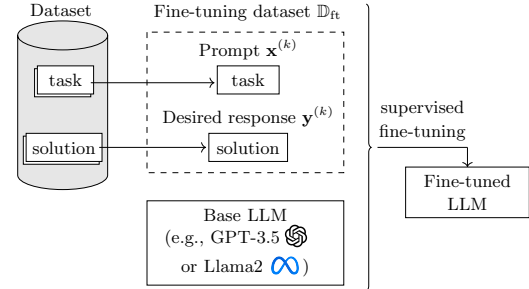 Dataset
Fine-tuning dataset 𝔻_ft
Prompt x^(k)
task
task
Desired response y^(k)
solution
solution
supervised
fine-tuning
Fine-tuned
LLM
Base LLM
(e.g., GPT-3.5
or Llama2 )